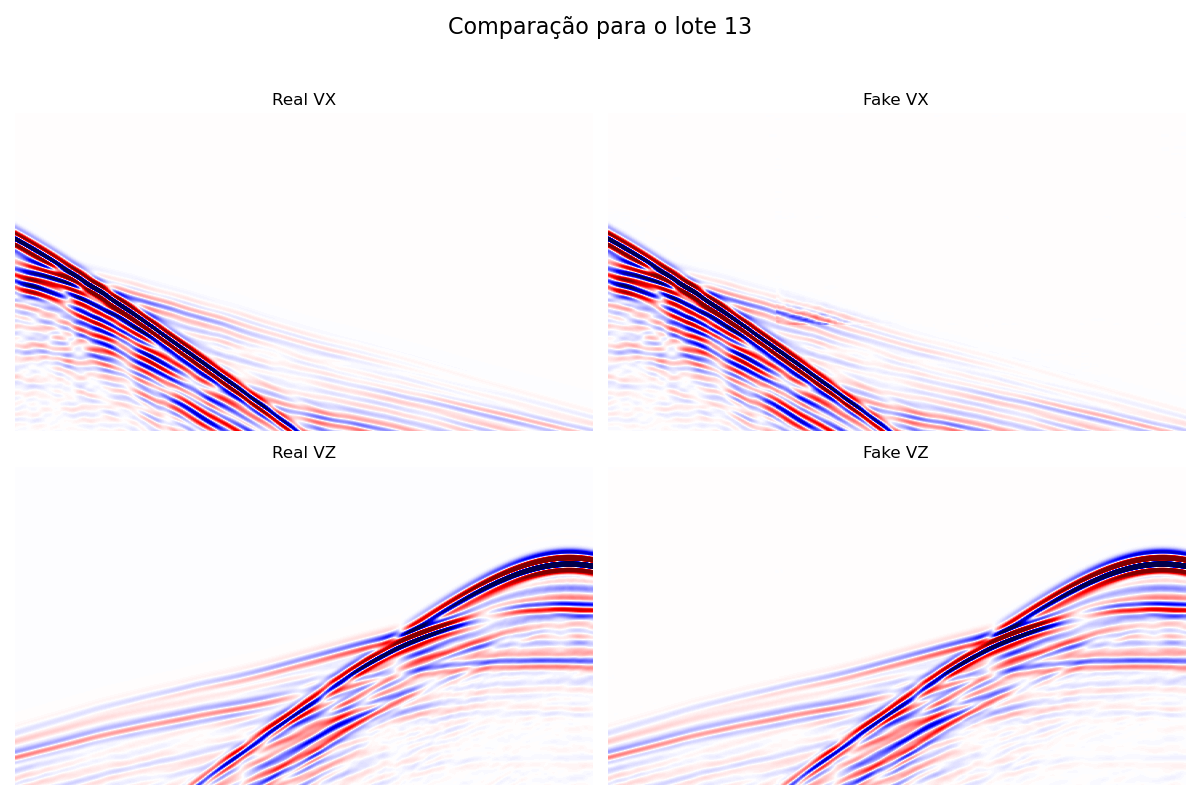 Comparação para o lote 13
Real VX
Fake VX
Real VZ
Fake VZ